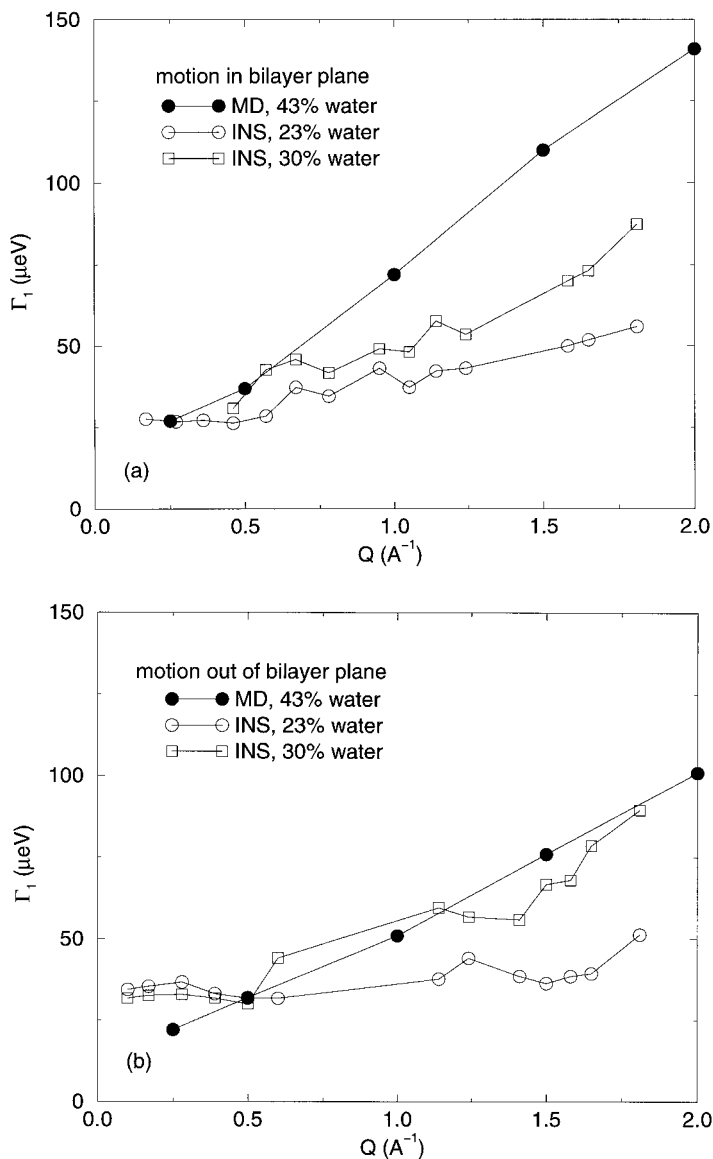 150
motion in bilayer plane
MD, 43% water
INS, 23% water
INS, 30% water
100
Γ₁ (μeV)
50
(a)
0
0.0 0.5 1.0 1.5 2.0
Q (A⁻¹)
150
motion out of bilayer plane
MD, 43% water
INS, 23% water
INS, 30% water
100
Γ₁ (μeV)
50
(b)
0
0.0 0.5 1.0 1.5 2.0
Q (A⁻¹)